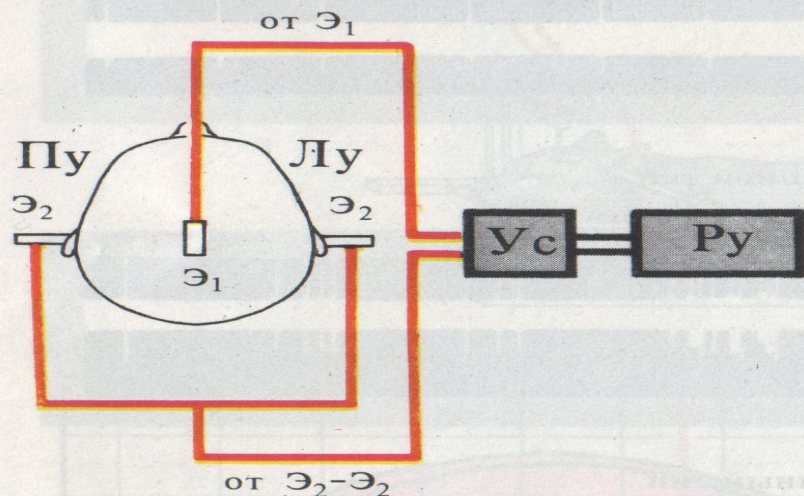 от Э₁
Пу Лу
Э₂ Э₂
Э₁
Ус Ру
от Э₂-Э₂